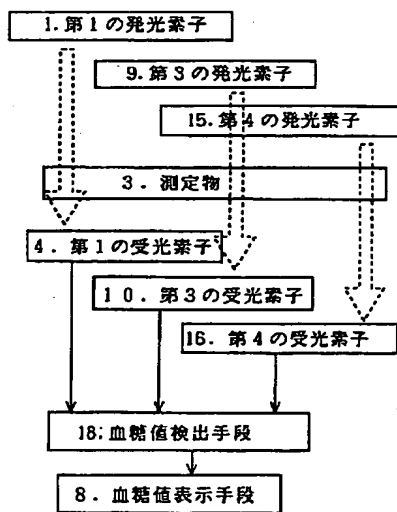 1.第1の発光素子
9.第3の発光素子
15.第4の発光素子
3.測定物
4.第1の受光素子
10.第3の受光素子
16.第4の受光素子
18;血糖値検出手段
8.血糖値表示手段